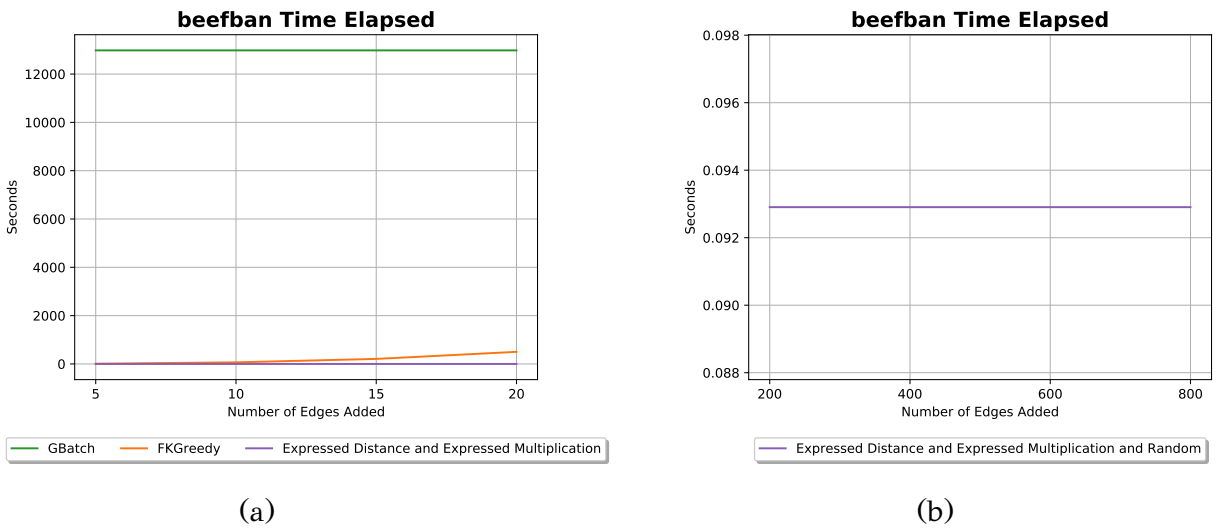 beefban Time Elapsed
12000
10000
8000
6000
4000
2000
0
Seconds
5 10 15 20
Number of Edges Added
GBatch FKGreedy Expressed Distance and Expressed Multiplication
(a)
beefban Time Elapsed
0.098
0.096
0.094
0.092
0.090
0.088
Seconds
200 400 600 800
Number of Edges Added
Expressed Distance and Expressed Multiplication and Random
(b)